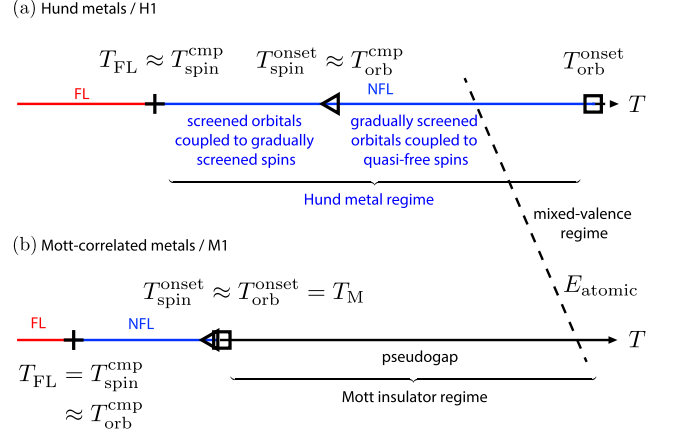 (a) Hund metals / H1
T_FL ≈ T_spin^cmp T_spin^onset ≈ T_orb^cmp T_orb^onset
FL NFL T
screened orbitals
coupled to gradually
screened spins
gradually screened
orbitals coupled to
quasi-free spins
Hund metal regime
mixed-valence
regime
(b) Mott-correlated metals / M1
E_atomic
T_spin^onset ≈ T_orb^onset = T_M
FL NFL T
pseudogap
T_FL = T_spin^cmp
≈ T_orb^cmp
Mott insulator regime